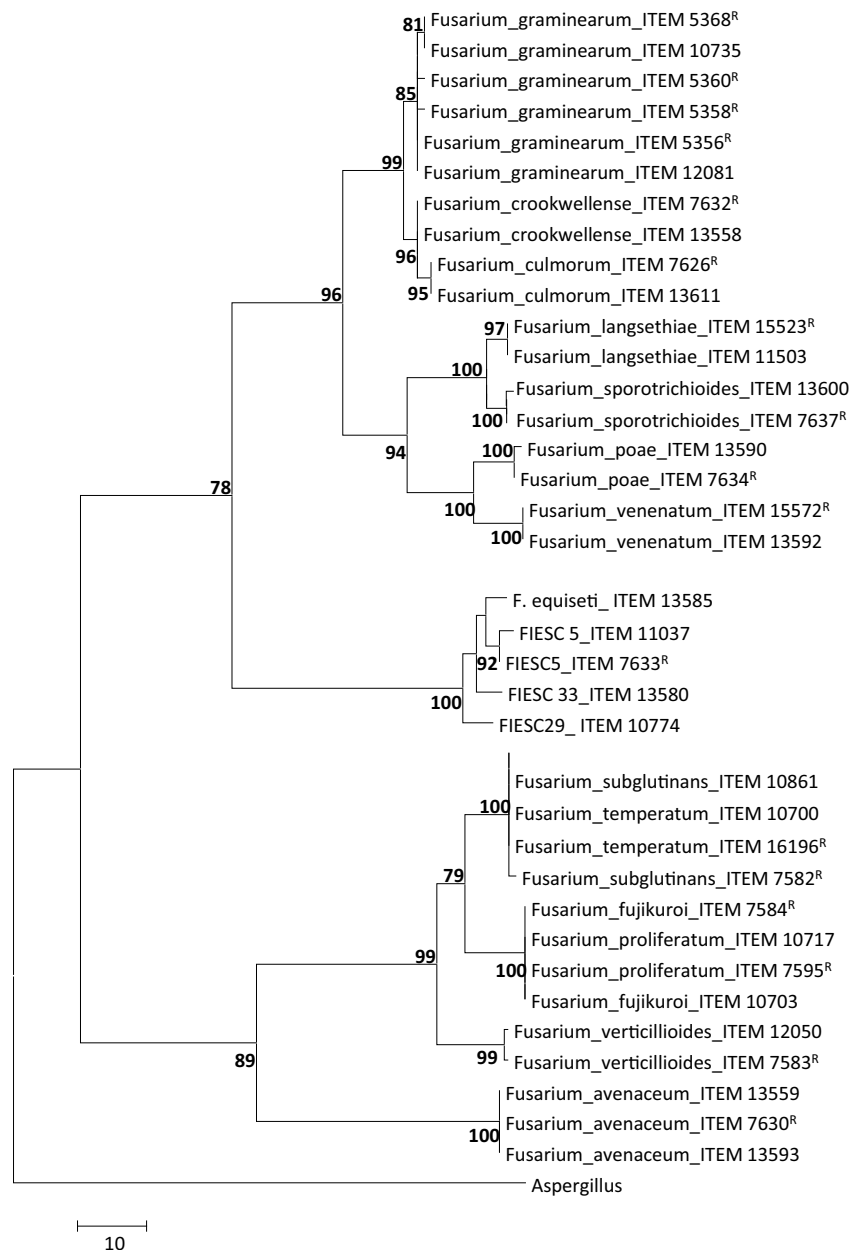 81
Fusarium_graminearum_ITEM 5368ᴿ
Fusarium_graminearum_ITEM 10735
Fusarium_graminearum_ITEM 5360ᴿ
85
Fusarium_graminearum_ITEM 5358ᴿ
Fusarium_graminearum_ITEM 5356ᴿ
99
Fusarium_graminearum_ITEM 12081
Fusarium_crookwellense_ITEM 7632ᴿ
Fusarium_crookwellense_ITEM 13558
96
Fusarium_culmorum_ITEM 7626ᴿ
96
95
Fusarium_culmorum_ITEM 13611
97
Fusarium_langsethiae_ITEM 15523ᴿ
Fusarium_langsethiae_ITEM 11503
100
Fusarium_sporotrichioides_ITEM 13600
100
Fusarium_sporotrichioides_ITEM 7637ᴿ
94
100
Fusarium_poae_ITEM 13590
Fusarium_poae_ITEM 7634ᴿ
78
100
Fusarium_venenatum_ITEM 15572ᴿ
100
Fusarium_venenatum_ITEM 13592
F. equiseti_ ITEM 13585
FIESC 5_ITEM 11037
92
FIESC5_ITEM 7633ᴿ
FIESC 33_ITEM 13580
100
FIESC29_ ITEM 10774
Fusarium_subglutinans_ITEM 10861
100
Fusarium_temperatum_ITEM 10700
Fusarium_temperatum_ITEM 16196ᴿ
79
Fusarium_subglutinans_ITEM 7582ᴿ
Fusarium_fujikuroi_ITEM 7584ᴿ
Fusarium_proliferatum_ITEM 10717
99
100
Fusarium_proliferatum_ITEM 7595ᴿ
Fusarium_fujikuroi_ITEM 10703
Fusarium_verticillioides_ITEM 12050
89
99
Fusarium_verticillioides_ITEM 7583ᴿ
Fusarium_avenaceum_ITEM 13559
Fusarium_avenaceum_ITEM 7630ᴿ
100
Fusarium_avenaceum_ITEM 13593
Aspergillus
10